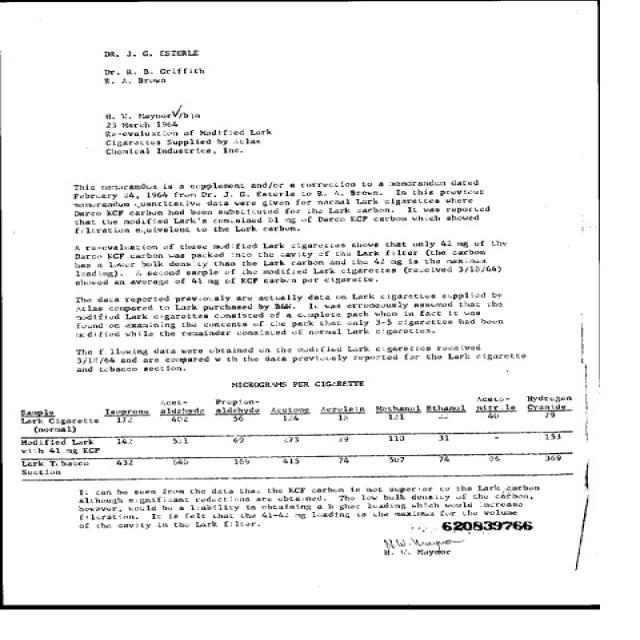 DR. J. G. ESTERLE
Dr. R. B. Griffith
R. A. Brown
H. W. Maynor
23 March 1964
Re-evaluation of Modified Lark
Cigarettes Supplied by Atlas
Chemical Industries, Inc.
This memorandum is a supplement and/or a correction to a memorandum dated
February 24, 1964 from Dr. J. G. Esterle to R. A. Brown. In this previous
memorandum quantitative data were given for normal Lark cigarettes where
Darco KCF carbon had been substituted for the Lark carbon. It was reported
that the modified Lark's contained 61 mg of Darco KCF carbon which showed
filtration equivalent to the Lark carbon.
A re-evaluation of these modified Lark cigarettes shows that only 42 mg of the
Darco KCF carbon was packed into the cavity of the Lark filter (the carbon
has a lower bulk density than the Lark carbon and the 42 mg is the maximum
loading). A second sample of the modified Lark cigarettes (received 3/18/64)
showed an average of 41 mg of KCF carbon per cigarette.
The data reported previously are actually data on Lark cigarettes supplied by
Atlas compared to Lark purchased by B&W. It was erroneously assumed that the
modified Lark cigarettes consisted of a complete pack when in fact it was
found on examining the contents of the pack that only 3-5 cigarettes had been
modified while the remainder consisted of normal Lark cigarettes.
The following data were obtained on the modified Lark cigarettes received
3/18/64 and are compared with the data previously reported for the Lark cigarette
and tobacco section.
MICROGRAMS PER CIGARETTE
Acet- Propion- Aceto- Hydrogen
Sample Isoprene aldehyde aldehyde Acetone Acrolein Methanol Ethanol nitrile Cyanide
Lark Cigarette 172 402 56 124 121 40 79
(normal)
Modified Lark 142 69 273 29 110 31 - 153
with 41 mg KCF
Lark Tobacco 432 169 415 74 507 74 96 369
Section
It can be seen from the data that the KCF carbon is not superior to the Lark carbon
although significant reductions are obtained. The low bulk density of the carbon,
however, would be a liability in obtaining a higher loading which would increase
filtration. It is felt that the 41-42 mg loading is the maximum for the volume
of the cavity in the Lark filter.
620839766
H. W. Maynor
H. W. Maynor